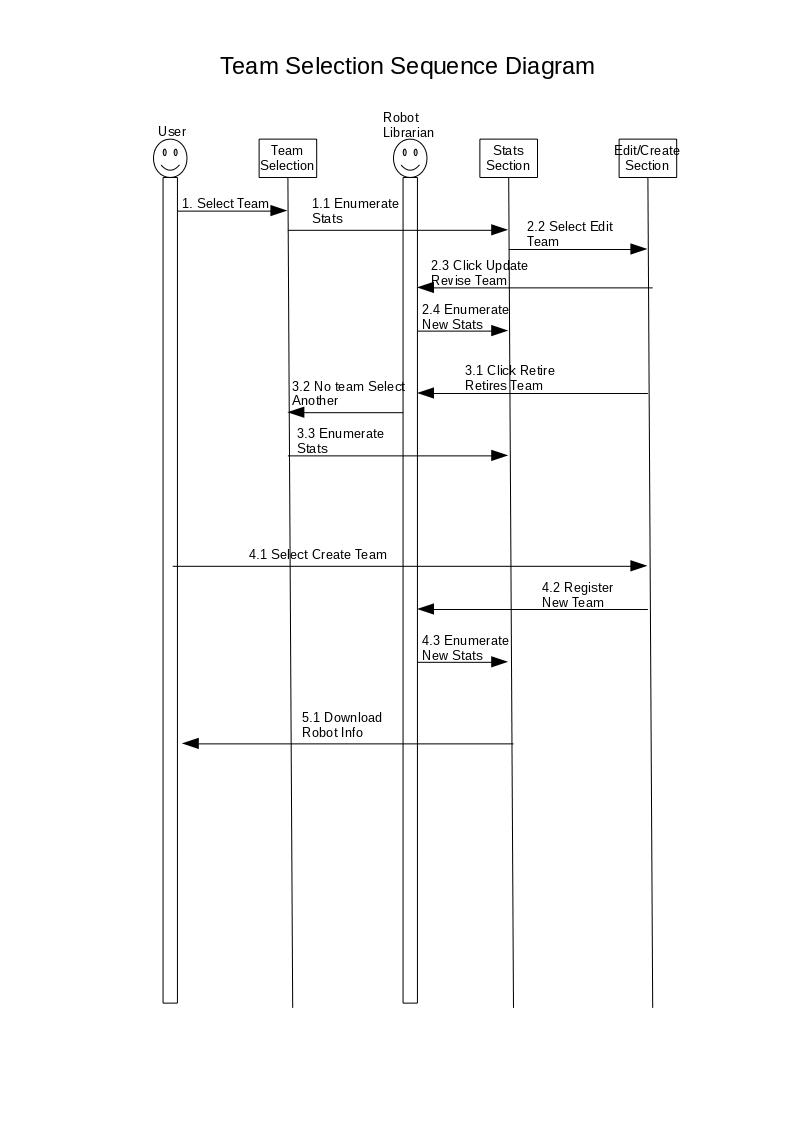 Team Selection Sequence Diagram
User
Team
Selection
Robot
Librarian
Stats
Section
Edit/Create
Section
1. Select Team
1.1 Enumerate
Stats
2.2 Select Edit
Team
2.3 Click Update
Revise Team
2.4 Enumerate
New Stats
3.1 Click Retire
Retires Team
3.2 No team Select
Another
3.3 Enumerate
Stats
4.1 Select Create Team
4.2 Register
New Team
4.3 Enumerate
New Stats
5.1 Download
Robot Info